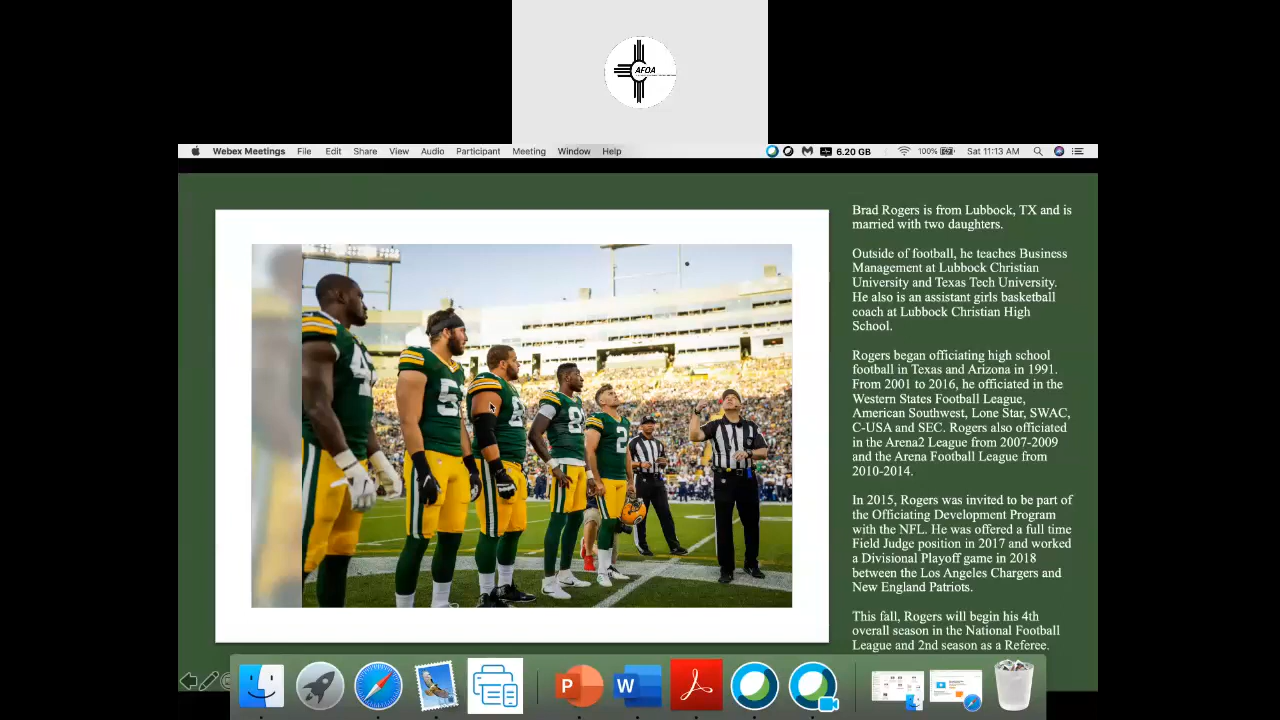 AFOA
Webex Meetings File Edit Share View Audio Participant Meeting Window Help 6.20 GB 100% Sat 11:13 AM
Brad Rogers is from Lubbock, TX and is
married with two daughters.
Outside of football, he teaches Business
Management at Lubbock Christian
University and Texas Tech University.
He also is an assistant girls basketball
coach at Lubbock Christian High
School.
Rogers began officiating high school
football in Texas and Arizona in 1991.
From 2001 to 2016, he officiated in the
Western States Football League,
American Southwest, Lone Star, SWAC,
C-USA and SEC. Rogers also officiated
in the Arena2 League from 2007-2009
and the Arena Football League from
2010-2014.
In 2015, Rogers was invited to be part of
the Officiating Development Program
with the NFL. He was offered a full time
Field Judge position in 2017 and worked
a Divisional Playoff game in 2018
between the Los Angeles Chargers and
New England Patriots.
This fall, Rogers will begin his 4th
overall season in the National Football
League and 2nd season as a Referee.
P
W